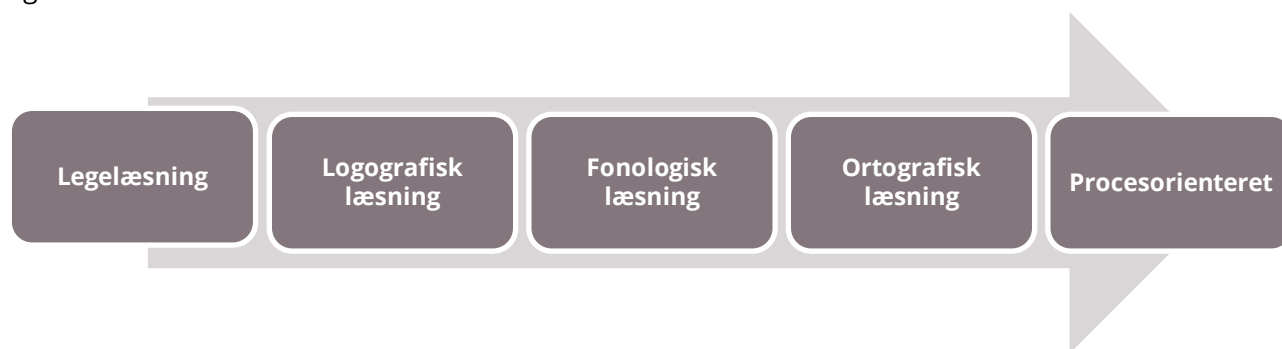 Legelæsning
Logografisk
læsning
Fonologisk
læsning
Ortografisk
læsning
Procesorienteret